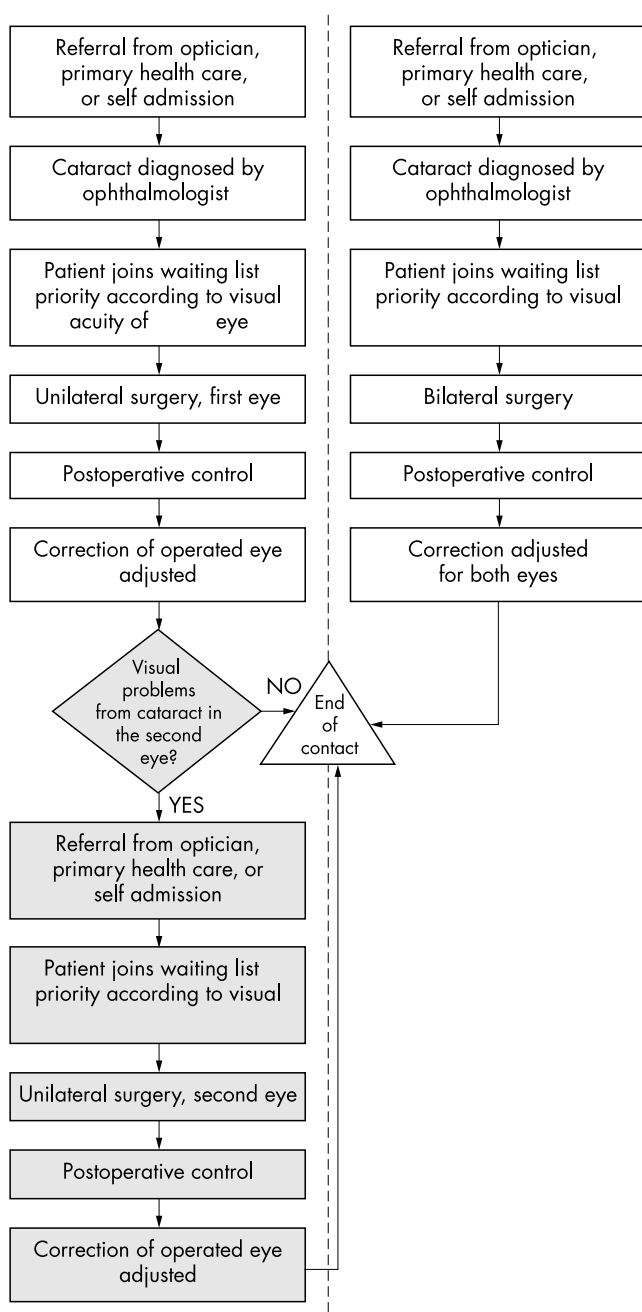 Referral from optician,
primary health care,
or self admission
Cataract diagnosed by
ophthalmologist
Patient joins waiting list
priority according to visual
acuity of eye
Unilateral surgery, first eye
Postoperative control
Correction of operated eye
adjusted
Visual
problems
from cataract in
the second
eye?
NO
YES
Referral from optician,
primary health care, or
self admission
Patient joins waiting list
priority according to visual
Unilateral surgery, second eye
Postoperative control
Correction of operated eye
adjusted
Referral from optician,
primary health care,
or self admission
Cataract diagnosed by
ophthalmologist
Patient joins waiting list
priority according to visual
Bilateral surgery
Postoperative control
Correction adjusted
for both eyes
End
of
contact